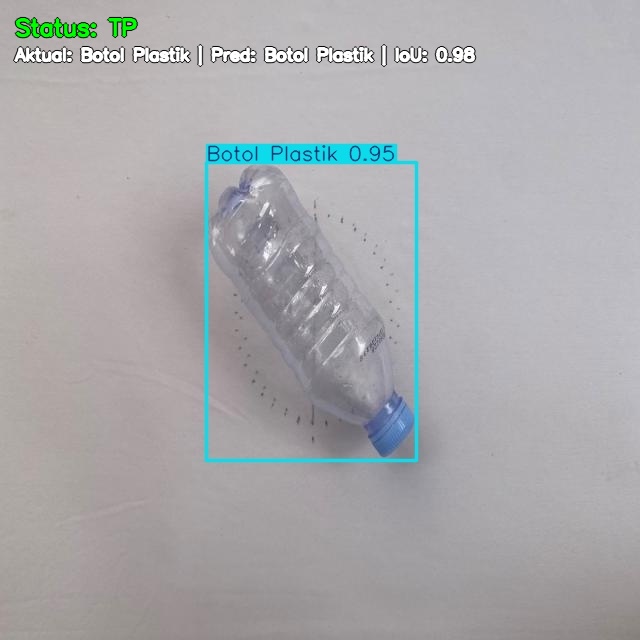 Status: TP
Aktual: Botol Plastik | Pred: Botol Plastik | IoU: 0.98
Botol Plastik 0.95